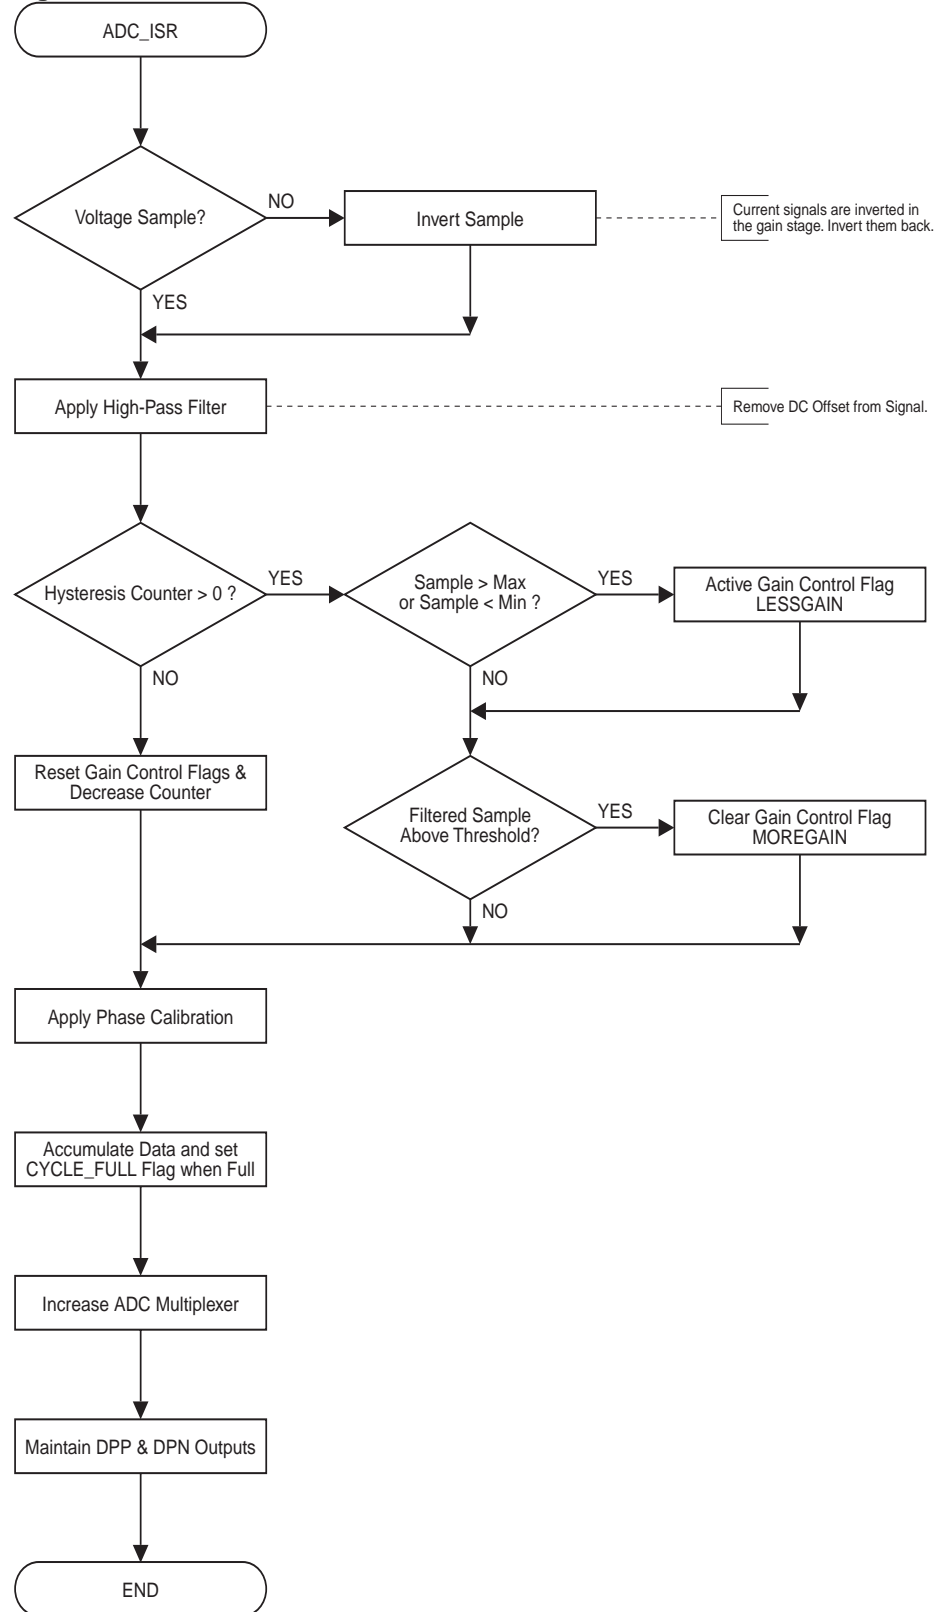 ADC_ISR
Voltage Sample?
NO
Invert Sample
Current signals are inverted in
the gain stage. Invert them back.
YES
Apply High-Pass Filter
Remove DC Offset from Signal.
Hysteresis Counter > 0 ?
YES
Sample > Max
or Sample < Min ?
YES
Active Gain Control Flag
LESSGAIN
NO
NO
Reset Gain Control Flags &
Decrease Counter
Filtered Sample
Above Threshold?
YES
Clear Gain Control Flag
MOREGAIN
NO
Apply Phase Calibration
Accumulate Data and set
CYCLE_FULL Flag when Full
Increase ADC Multiplexer
Maintain DPP & DPN Outputs
END